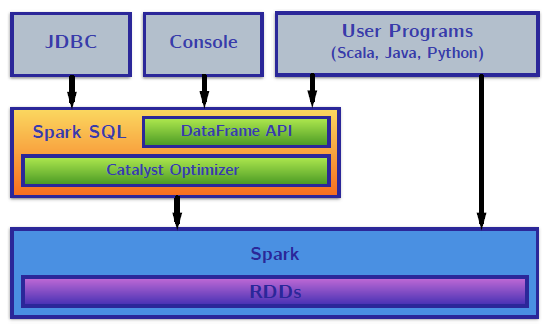 JDBC
Console
User Programs
(Scala, Java, Python)
Spark SQL
DataFrame API
Catalyst Optimizer
Spark
RDDs